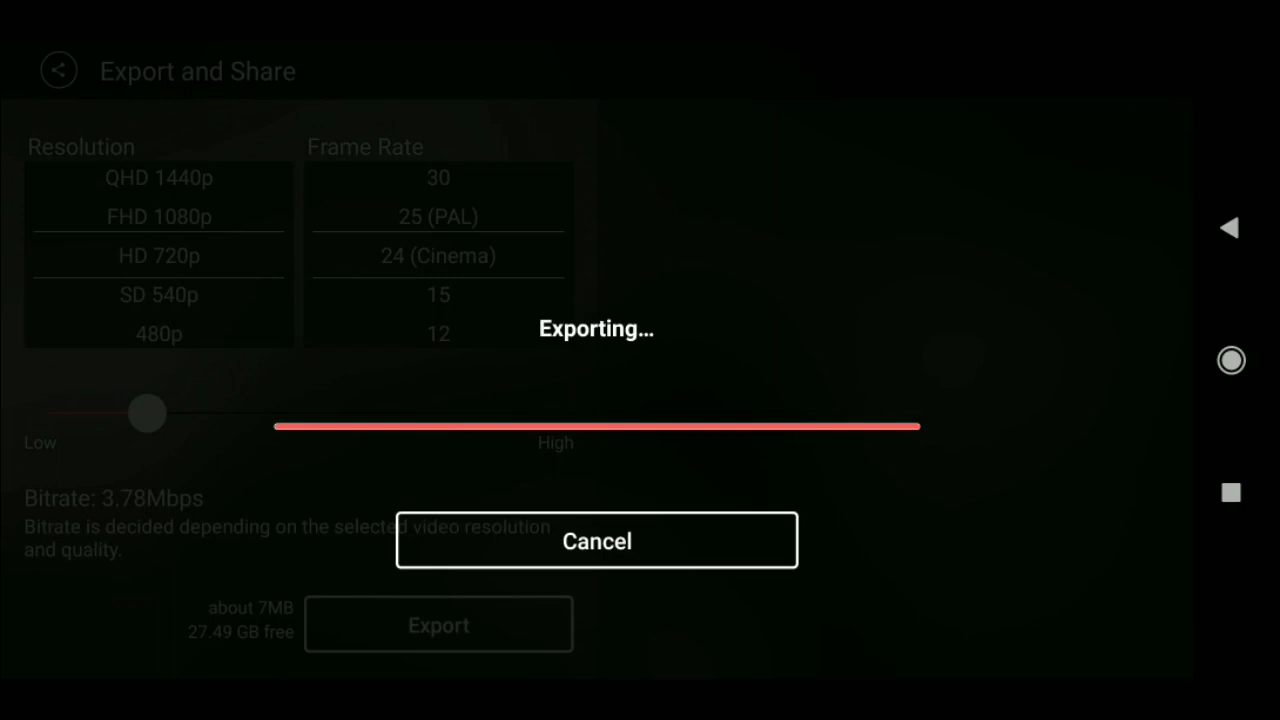 Export and Share
Resolution
Frame Rate
QHD 1440p
30
FHD 1080p
25 (PAL)
HD 720p
24 (Cinema)
SD 540p
15
480p
12
Exporting...
Low
High
Bitrate: 3.78Mbps
Bitrate is decided depending on the selected video resolution
and quality.
Cancel
about 7MB
27.49 GB free
Export